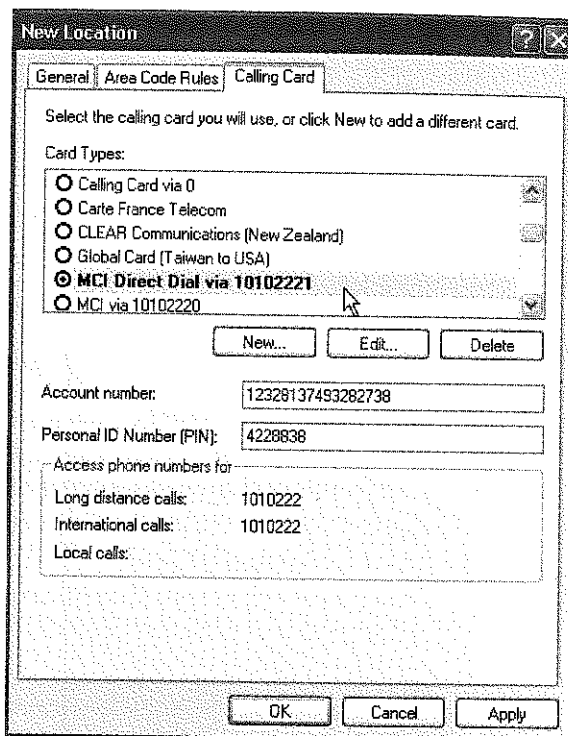 New Location
General Area Code Rules Calling Card
Select the calling card you will use, or click New to add a different card.
Card Types:
Calling Card via 0
Carte France Telecom
CLEAR Communications (New Zealand)
Global Card (Taiwan to USA)
MCI Direct Dial via 10102221
MCI via 10102220
New... Edit... Delete
Account number: 12328137493282738
Personal ID Number (PIN): 4228838
Access phone numbers for
Long distance calls: 1010222
International calls: 1010222
Local calls:
OK Cancel Apply